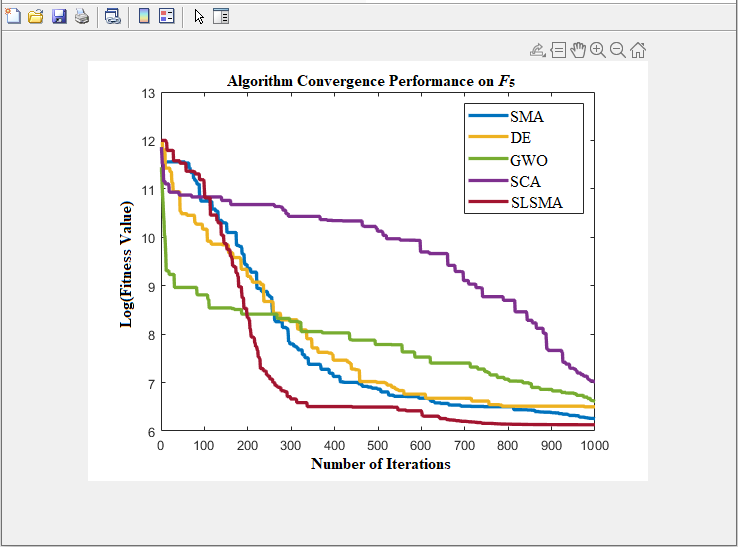 Algorithm Convergence Performance on F5
13
12
11
10
9
8
7
6
Log(Fitness Value)
SMA
DE
GWO
SCA
SLSMA
0 100 200 300 400 500 600 700 800 900 1000
Number of Iterations